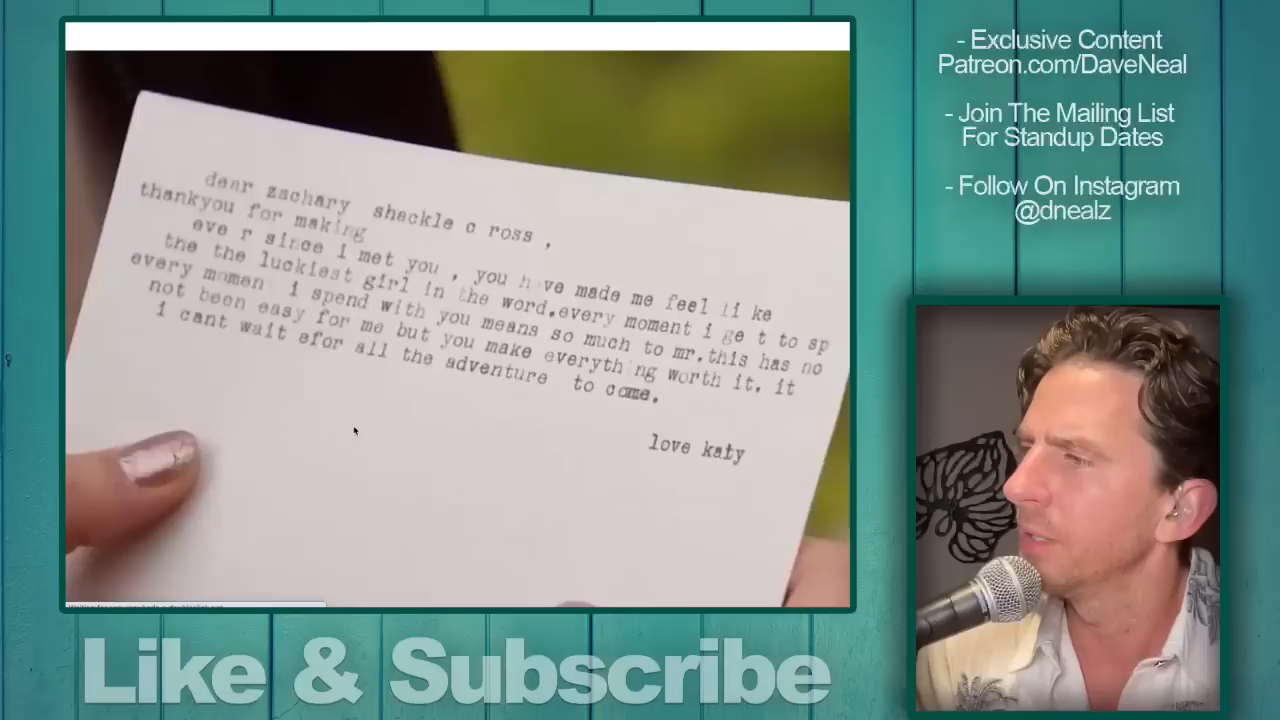 dear zachary shackle c ross ,
thankyou for making
eve r since i met you , you h ve made me feel li ke
the the luckiest girl in the word.every moment i ge t to sp
every momen i spend with you means so much to mr.this has no
not been easy for me but you make everyth ng worth it. it
i cant wait efor all the adventure to come.
love katy
Like & Subscribe
- Exclusive Content
Patreon.com/DaveNeal
- Join The Mailing List
For Standup Dates
- Follow On Instagram
@dnealz